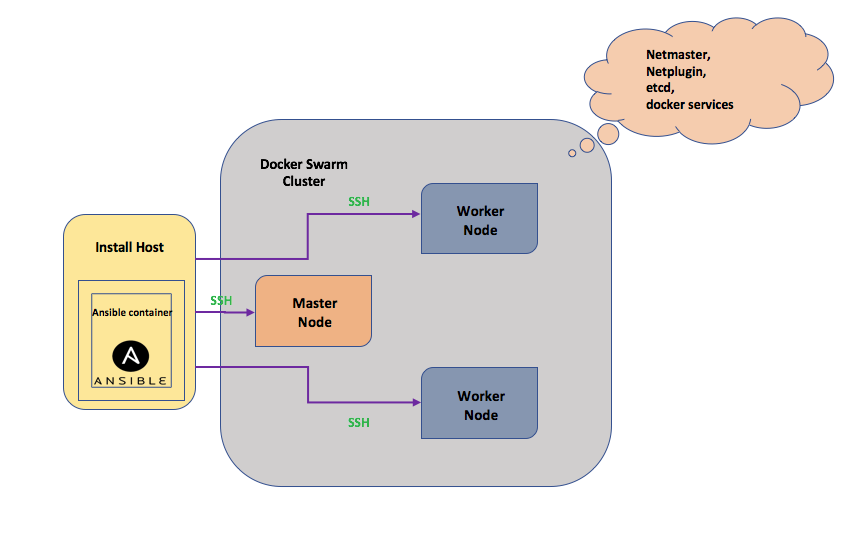 Netmaster,
Netplugin,
etcd,
docker services
Docker Swarm
Cluster
SSH
Worker
Node
Install Host
SSH
Ansible container
ANSIBLE
Master
Node
Worker
Node
SSH